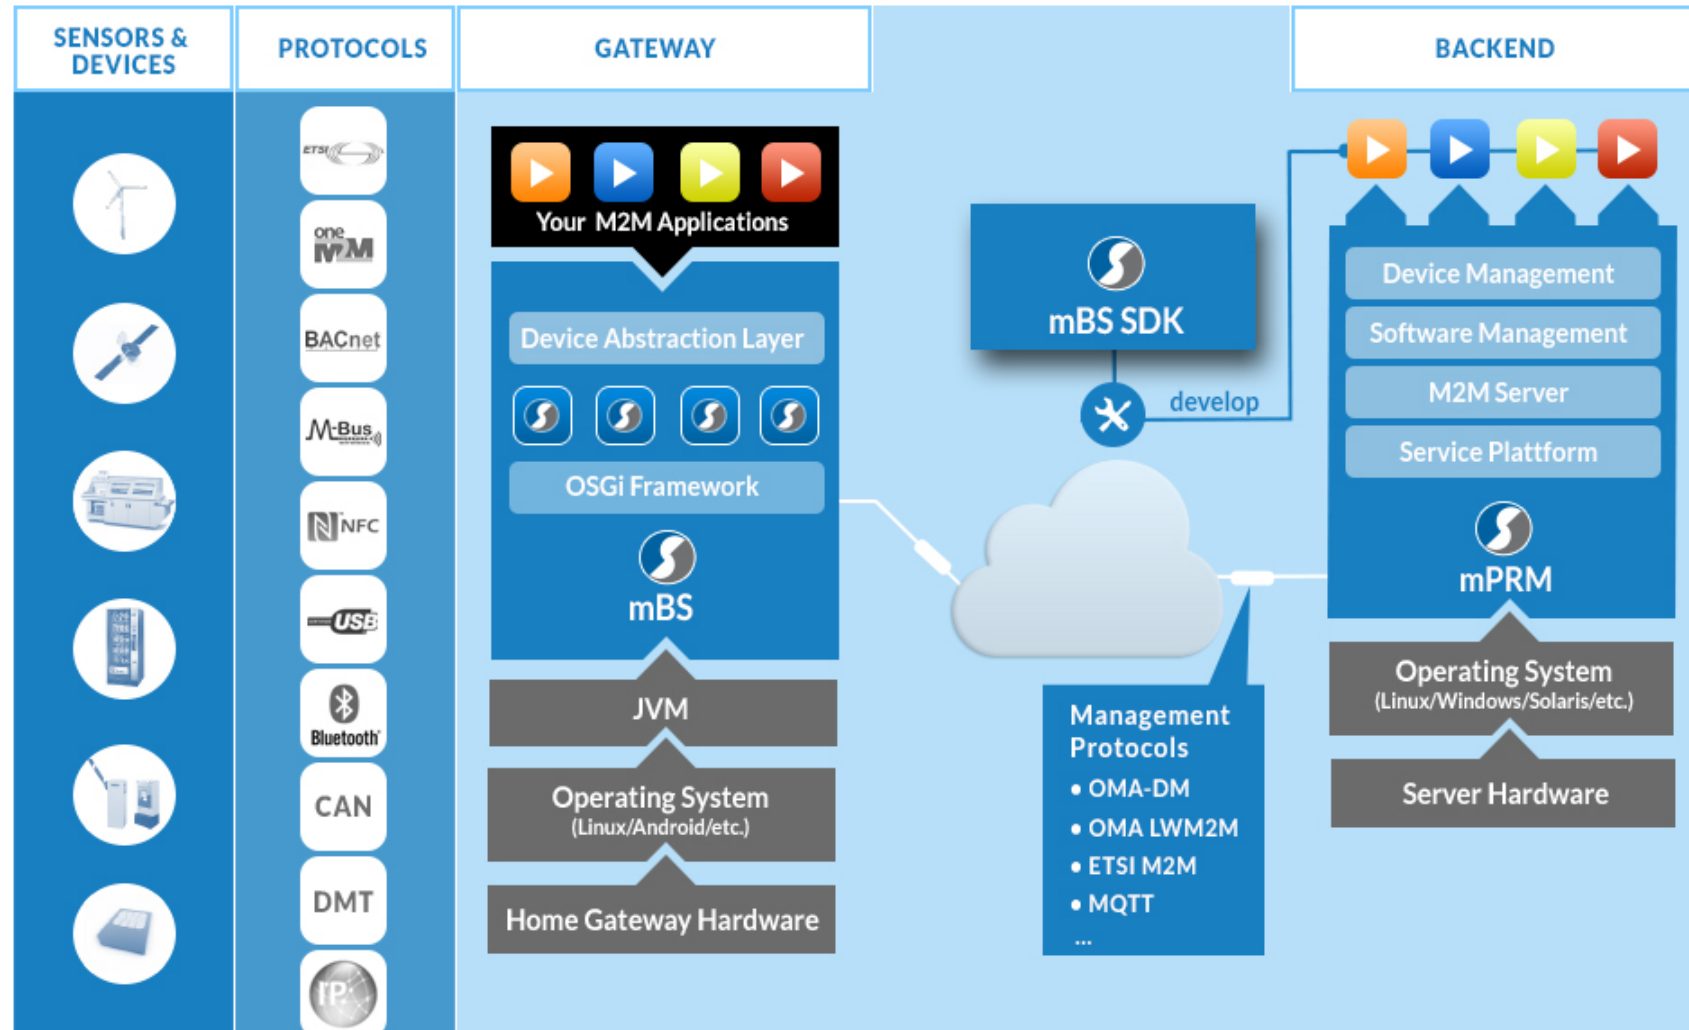 SENSORS &
DEVICES
PROTOCOLS
GATEWAY
BACKEND
ETSI
one
M2M
BACnet
M-Bus
NFC
USB
Bluetooth
CAN
DMT
IP
Your M2M Applications
Device Abstraction Layer
OSGi Framework
mBS
JVM
Operating System
(Linux/Android/etc.)
Home Gateway Hardware
mBS SDK
develop
Management
Protocols
• OMA-DM
• OMA LWM2M
• ETSI M2M
• MQTT
...
Device Management
Software Management
M2M Server
Service Plattform
mPRM
Operating System
(Linux/Windows/Solaris/etc.)
Server Hardware